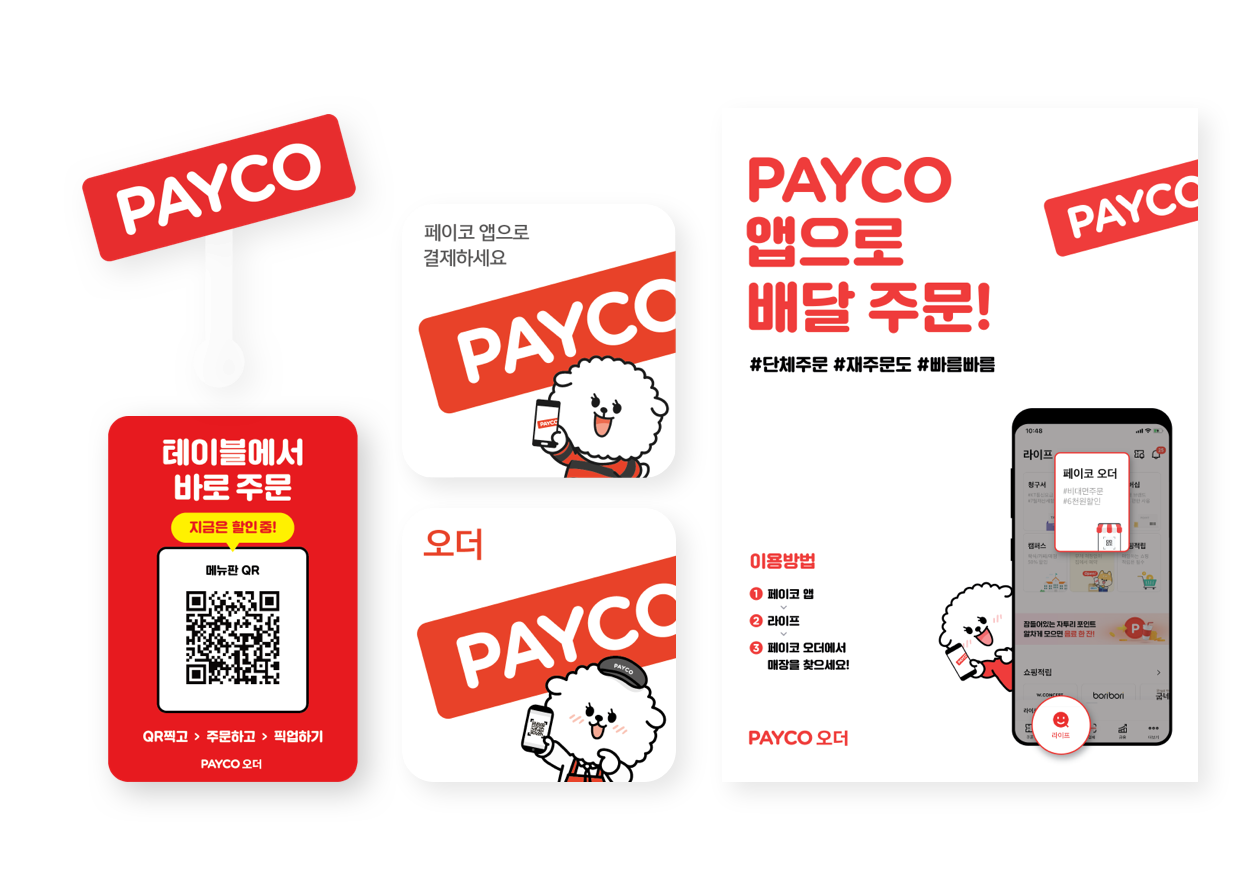 PAYCO
테이블에서
바로 주문
지금은 할인 중!
메뉴판 QR
QR찍고 > 주문하고 > 픽업하기
PAYCO 오더
페이코 앱으로
결제하세요
PAYCO
PAYCO
오더
PAYCO
PAYCO
PAYCO
앱으로
배달 주문!
#단체주문 #재주문도 #빠름빠름
PAYCO
이용방법
1 페이코 앱
2 라이프
3 페이코 오더에서
매장을 찾으세요!
PAYCO 오더
PAYCO
10:48
라이프
페이코 오더
#비대면주문
#6천원할인
청구서
캠퍼스
잠들어있는 자투리 포인트
알차게 모으면 음료 한 잔!
쇼핑적립
W.CONCEPT
boribori
라이프